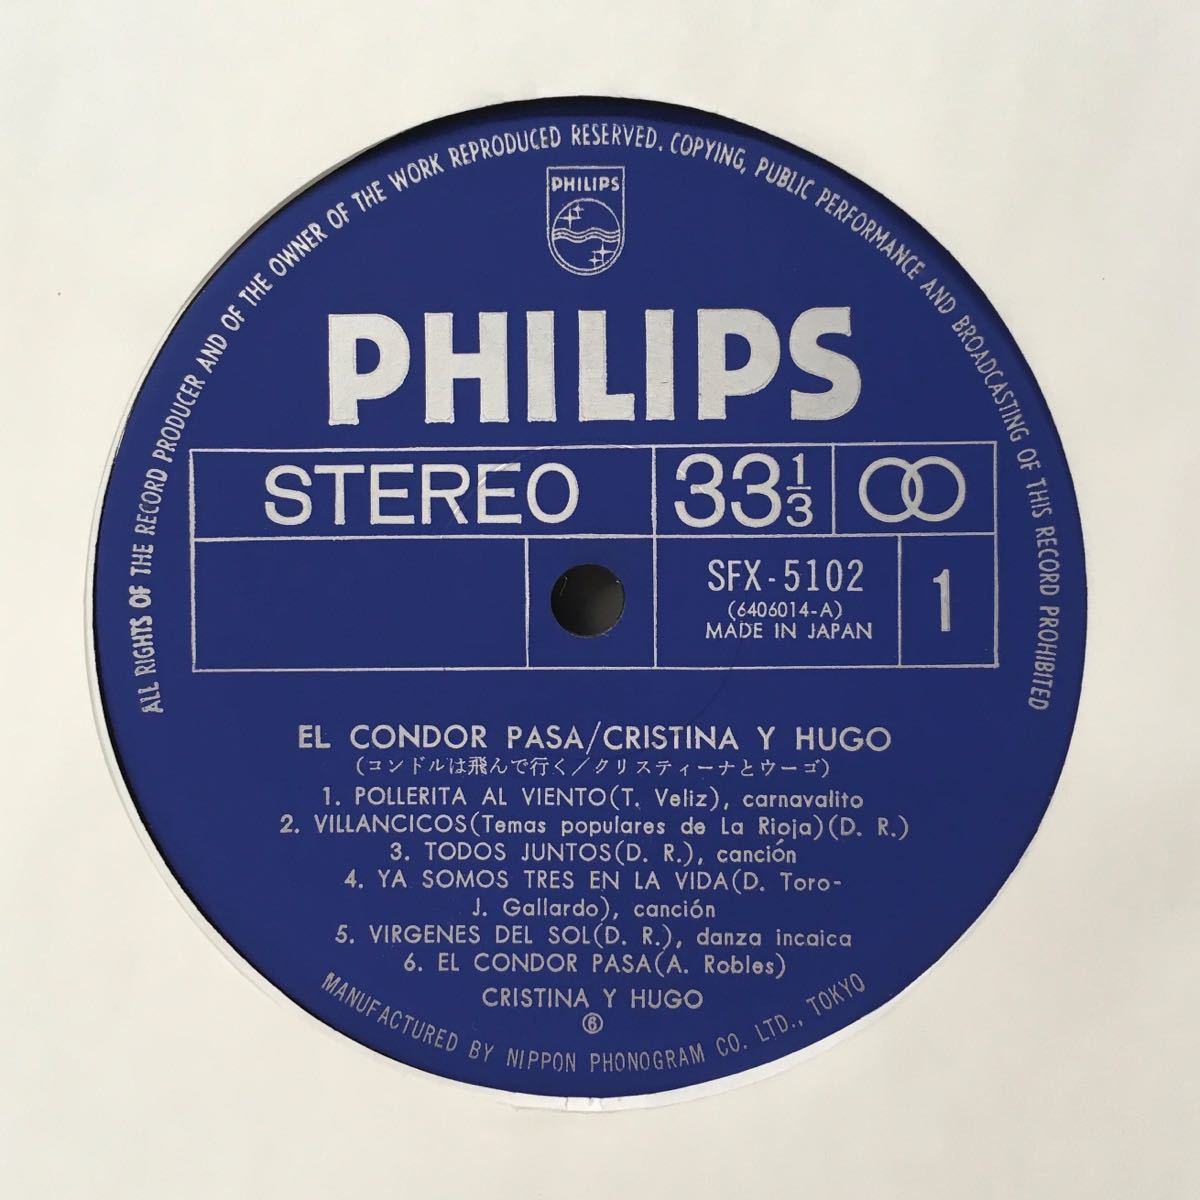 ALL RIGHTS OF THE RECORD PRODUCER AND OF THE OWNER OF THE WORK REPRODUCED RESERVED. COPYING, PUBLIC PERFORMANCE AND BROADCASTING OF THIS RECORD PROHIBITED
PHILIPS
PHILIPS
STEREO 33 1/3
SFX-5102 1
(6406014-A)
MADE IN JAPAN
EL CONDOR PASA/CRISTINA Y HUGO
(コンドルは飛んで行く/クリスティーナとウーゴ)
1. POLLERITA AL VIENTO(T. Veliz), carnavalito
2. VILLANCICOS(Temas populares de La Rioja)(D. R.)
3. TODOS JUNTOS(D. R.), canción
4. YA SOMOS TRES EN LA VIDA(D. Toro-
J. Gallardo), canción
5. VIRGENES DEL SOL(D. R.), danza incaica
6. EL CONDOR PASA(A. Robles)
CRISTINA Y HUGO
⑥
MANUFACTURED BY NIPPON PHONOGRAM CO. LTD., TOKYO